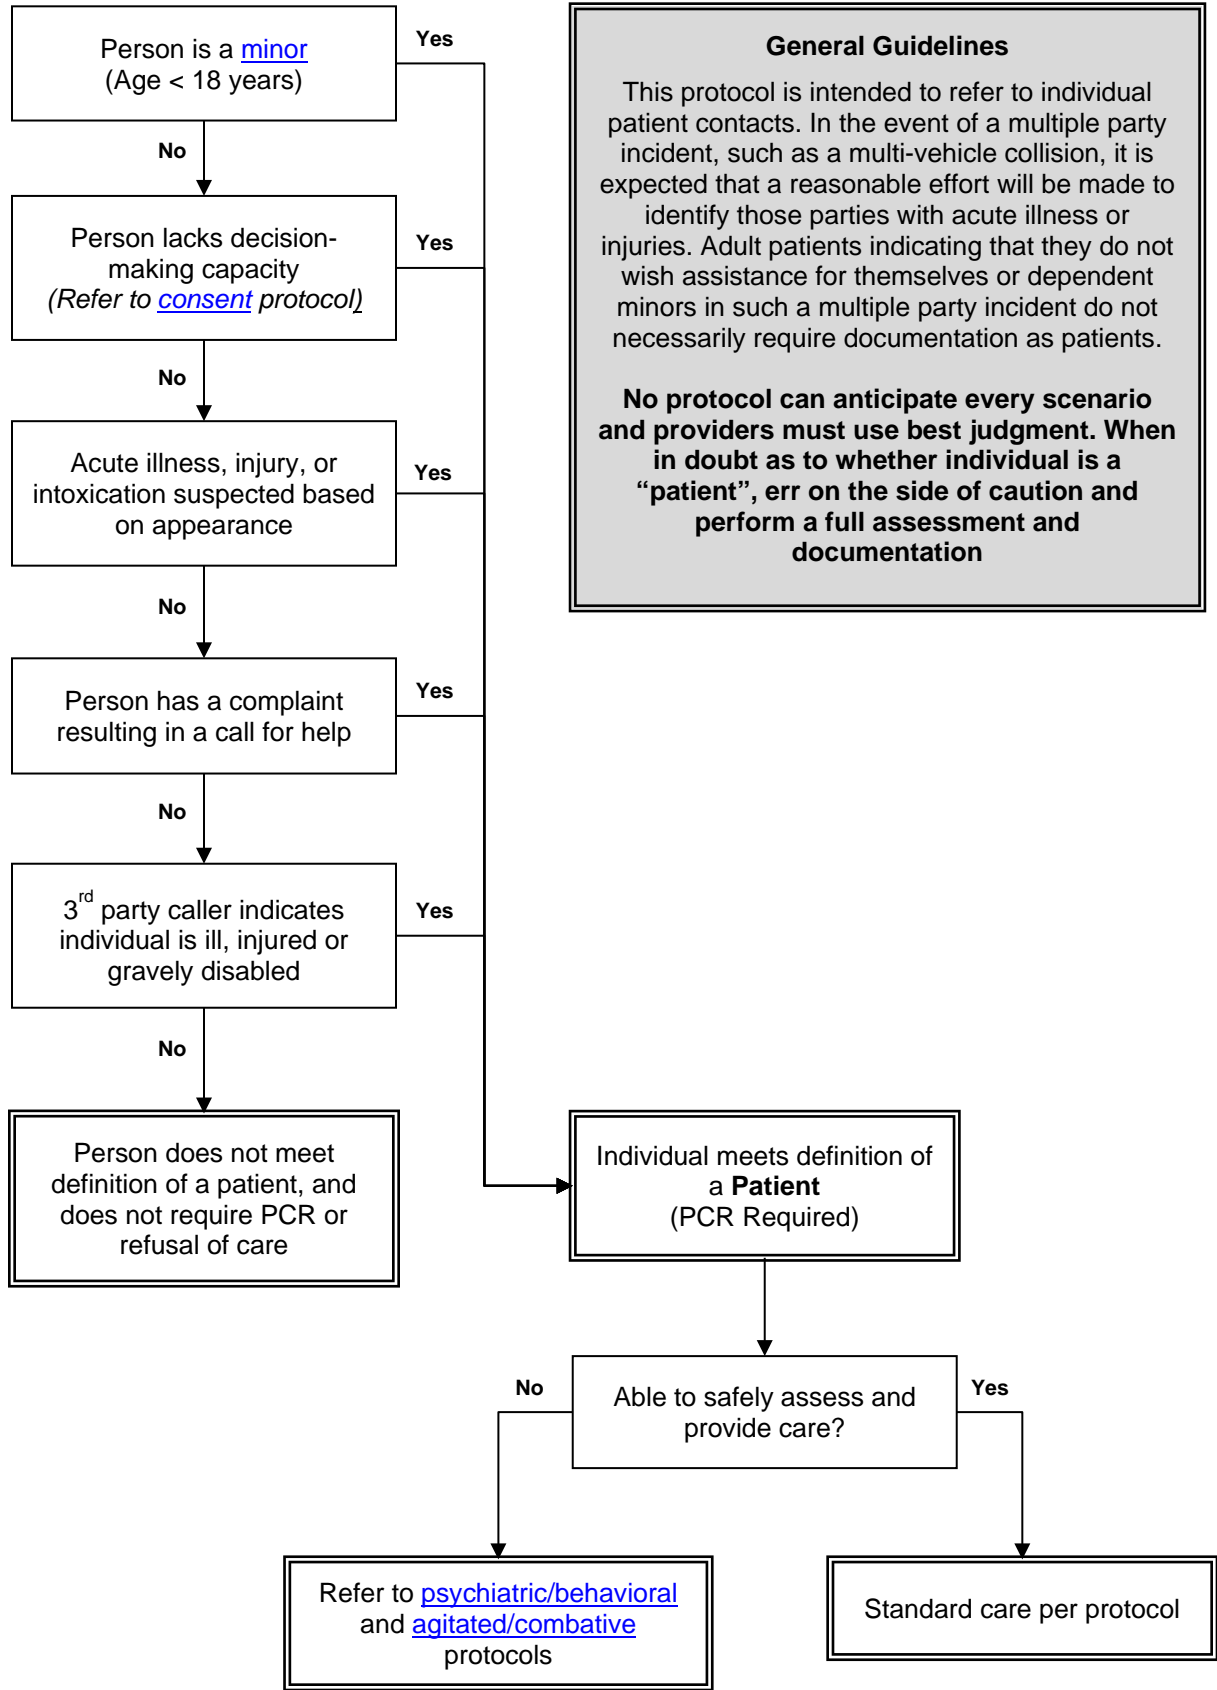 Person is a minor
(Age < 18 years)
Yes
No
Person lacks decision-
making capacity
(Refer to consent protocol)
Yes
No
Acute illness, injury, or
intoxication suspected based
on appearance
Yes
No
Person has a complaint
resulting in a call for help
Yes
No
3rd party caller indicates
individual is ill, injured or
gravely disabled
Yes
No
Person does not meet
definition of a patient, and
does not require PCR or
refusal of care
General Guidelines
This protocol is intended to refer to individual
patient contacts. In the event of a multiple party
incident, such as a multi-vehicle collision, it is
expected that a reasonable effort will be made to
identify those parties with acute illness or
injuries. Adult patients indicating that they do not
wish assistance for themselves or dependent
minors in such a multiple party incident do not
necessarily require documentation as patients.
No protocol can anticipate every scenario
and providers must use best judgment. When
in doubt as to whether individual is a
“patient”, err on the side of caution and
perform a full assessment and
documentation
Individual meets definition of
a Patient
(PCR Required)
Able to safely assess and
provide care?
No
Yes
Refer to psychiatric/behavioral
and agitated/combative
protocols
Standard care per protocol